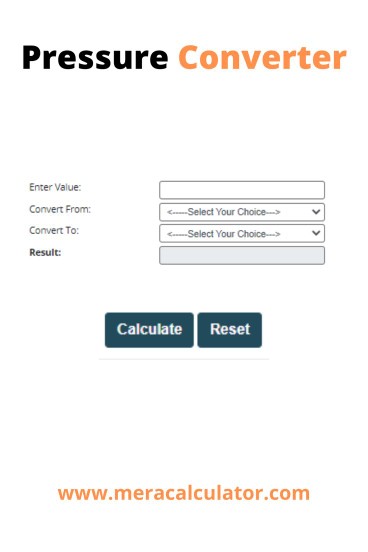 Pressure Converter
Enter Value:
Convert From: <-----Select Your Choice--->
Convert To: <-----Select Your Choice--->
Result:
Calculate Reset
www.meracalculator.com